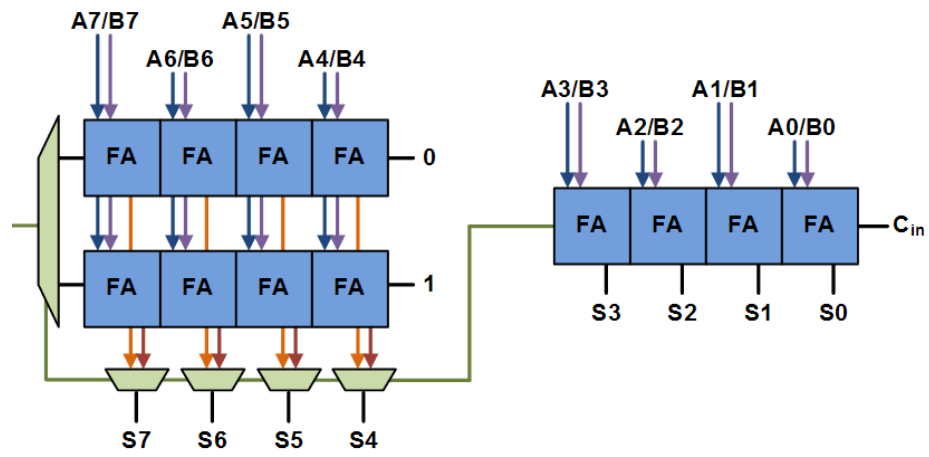 A7/B7
A5/B5
A6/B6
A4/B4
FA FA FA FA 0
FA FA FA FA 1
S7 S6 S5 S4
A3/B3
A1/B1
A2/B2
A0/B0
FA FA FA FA Cin
S3 S2 S1 S0